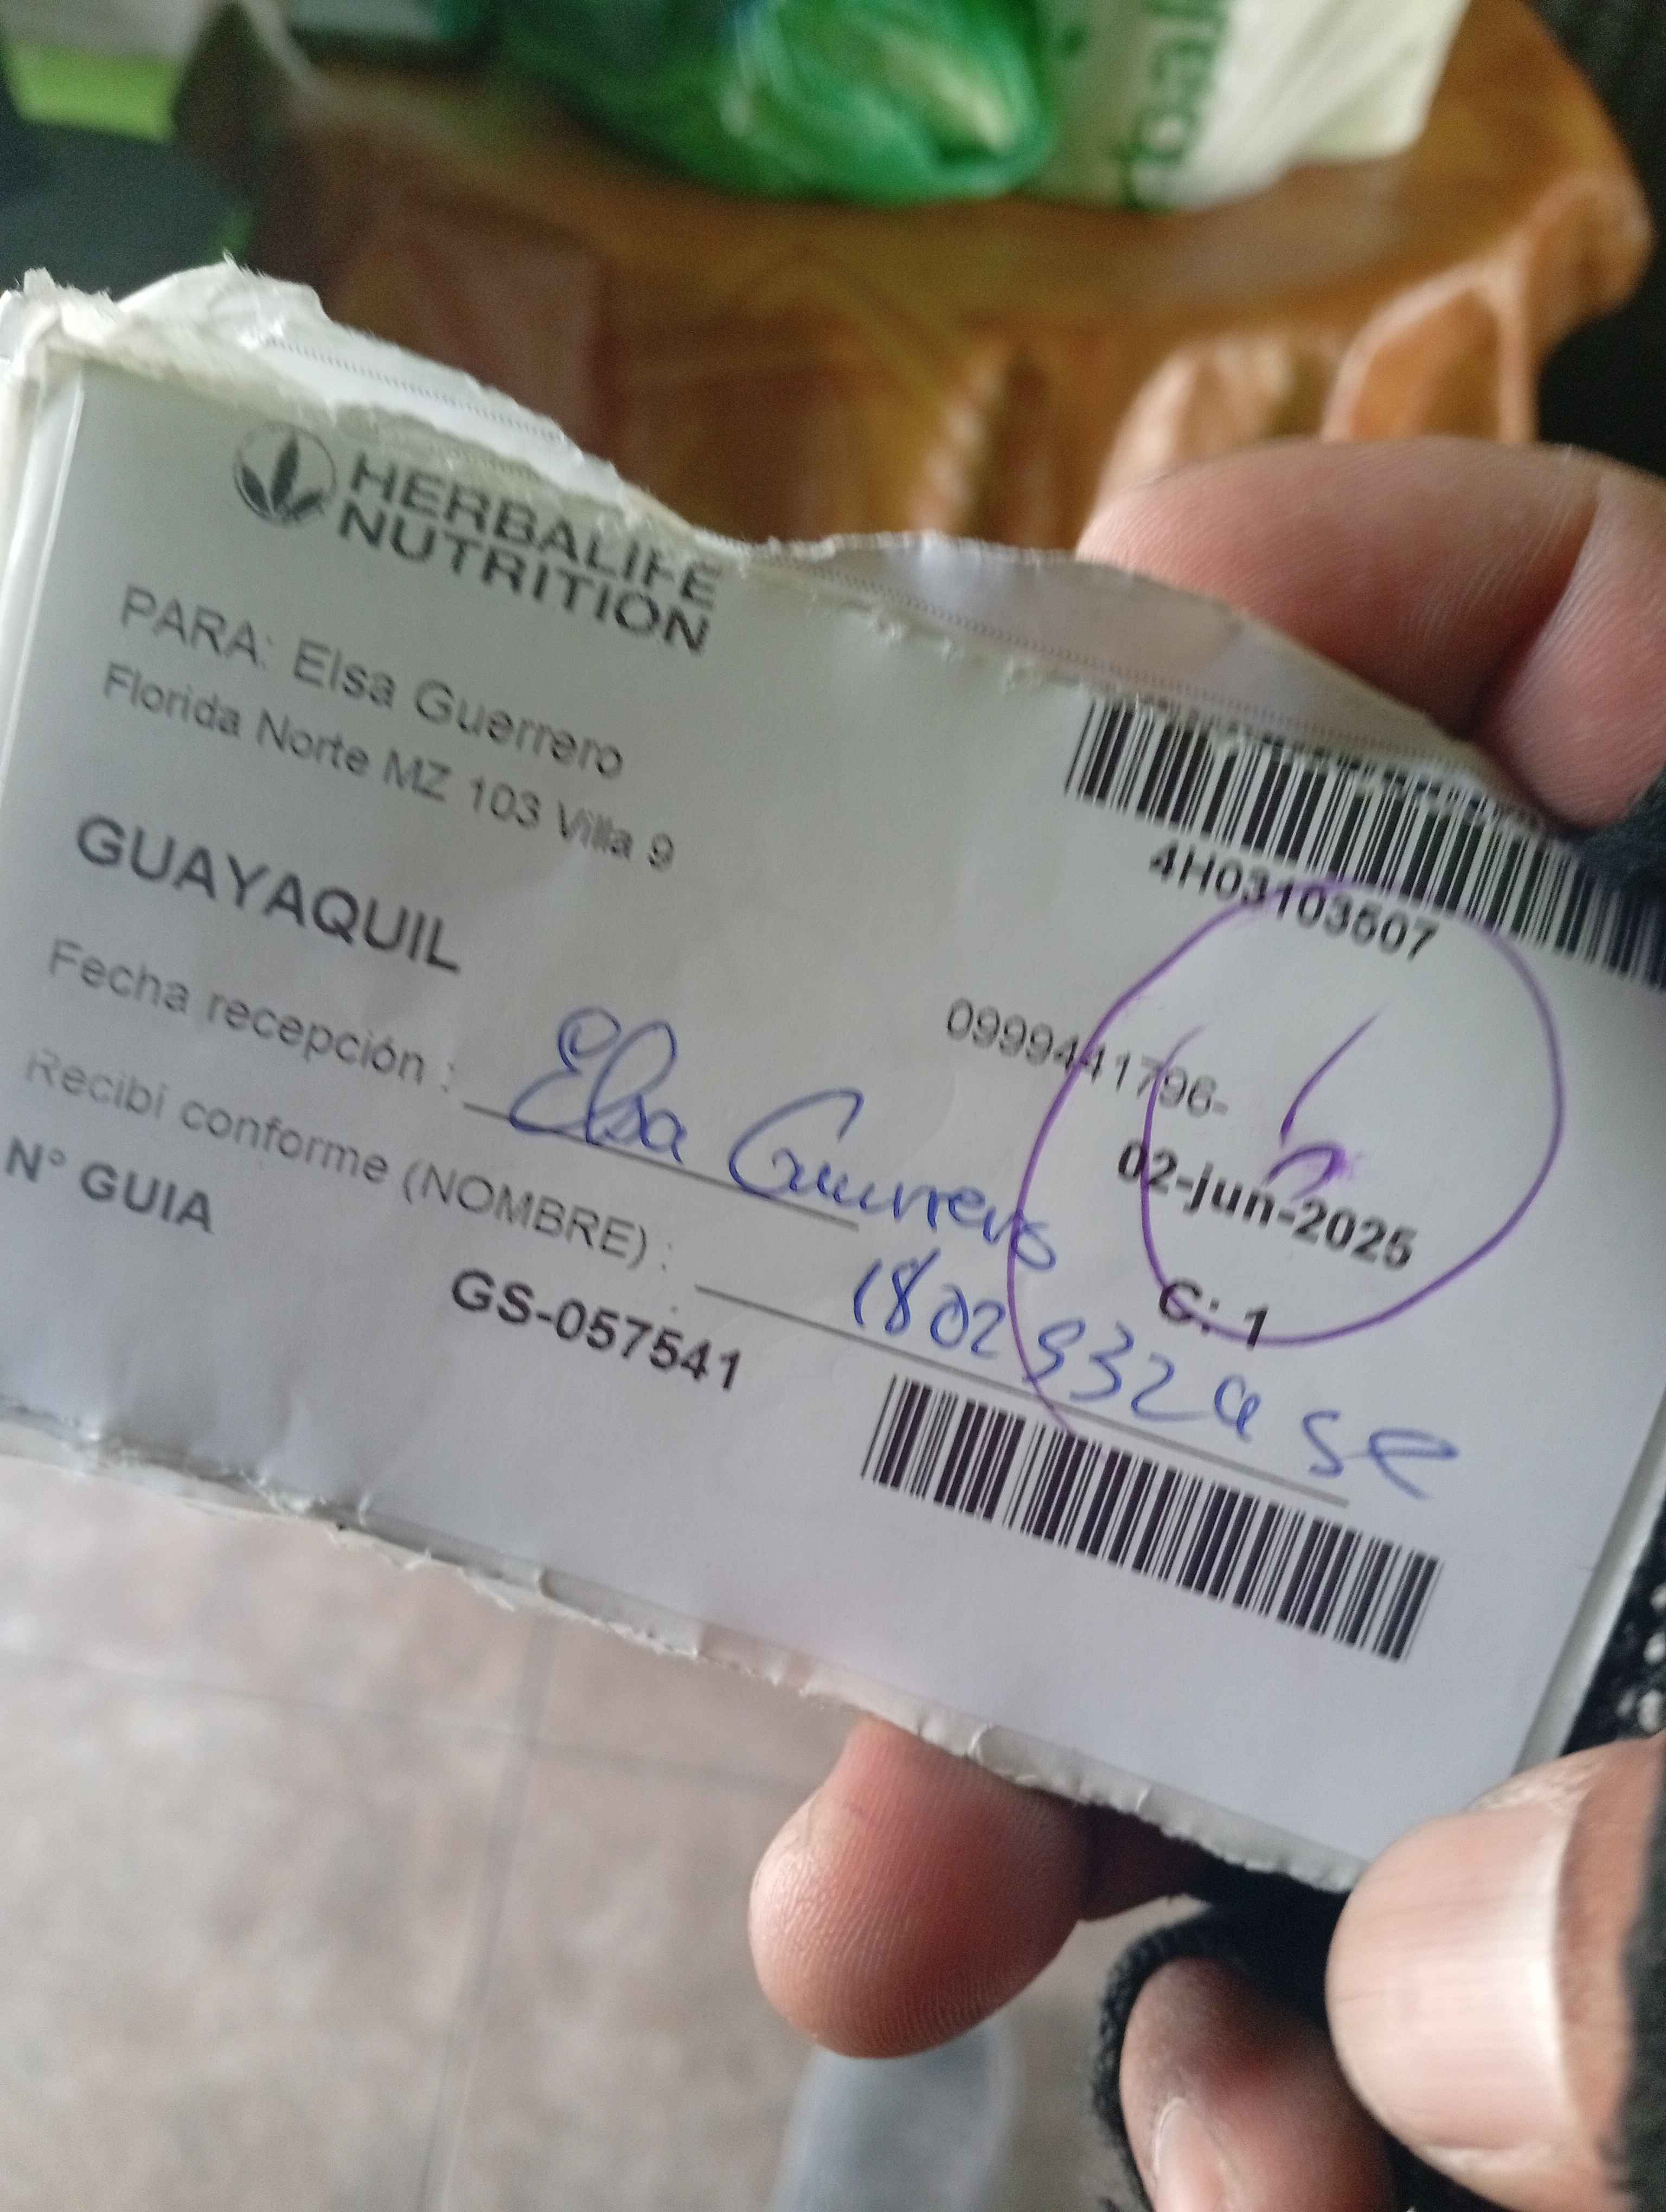 HERBALIFE
NUTRITION
PARA: Elsa Guerrero
Florida Norte MZ 103 Villa 9
GUAYAQUIL
4H03103507
0999441796-
02-jun-2025
C: 1
Fecha recepción : Elsa Guerrero
Recibí conforme (NOMBRE) :
N° GUIA
GS-057541